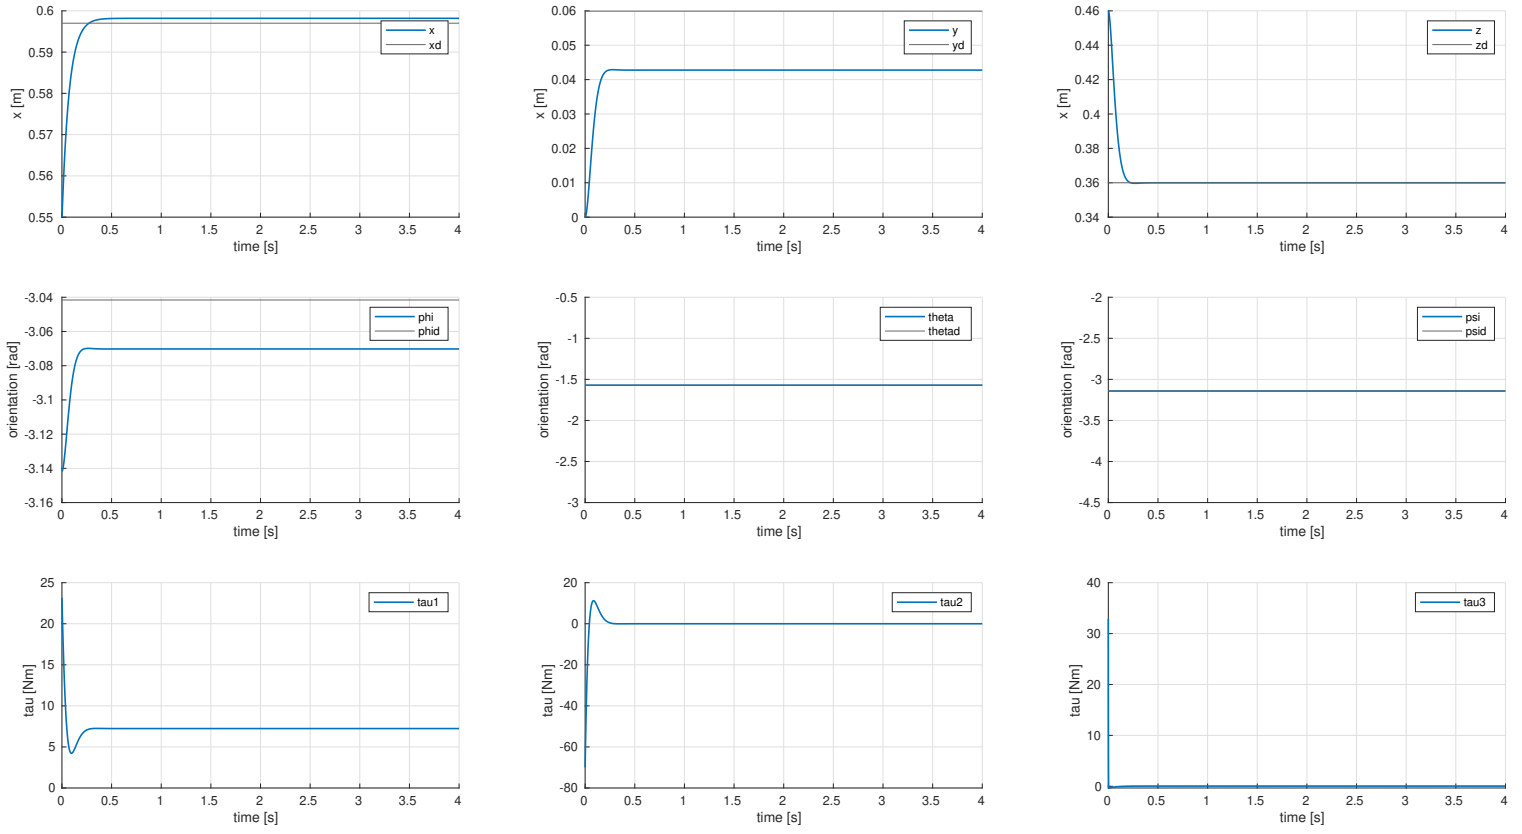 0.6
0.59
0.58
0.57
0.56
0.55
x [m]
0 0.5 1 1.5 2 2.5 3 3.5 4
time [s]
x
xd
0.06
0.05
0.04
0.03
0.02
0.01
0
x [m]
0 0.5 1 1.5 2 2.5 3 3.5 4
time [s]
y
yd
0.46
0.44
0.42
0.4
0.38
0.36
0.34
x [m]
0 0.5 1 1.5 2 2.5 3 3.5 4
time [s]
z
zd
-3.04
-3.06
-3.08
-3.1
-3.12
-3.14
-3.16
orientation [rad]
0 0.5 1 1.5 2 2.5 3 3.5 4
time [s]
phi
phid
-0.5
-1
-1.5
-2
-2.5
-3
orientation [rad]
0 0.5 1 1.5 2 2.5 3 3.5 4
time [s]
theta
thetad
-2
-2.5
-3
-3.5
-4
-4.5
orientation [rad]
0 0.5 1 1.5 2 2.5 3 3.5 4
time [s]
psi
psid
25
20
15
10
5
0
tau [Nm]
0 0.5 1 1.5 2 2.5 3 3.5 4
time [s]
tau1
20
0
-20
-40
-60
-80
tau [Nm]
0 0.5 1 1.5 2 2.5 3 3.5 4
time [s]
tau2
40
30
20
10
0
tau [Nm]
0 0.5 1 1.5 2 2.5 3 3.5 4
time [s]
tau3